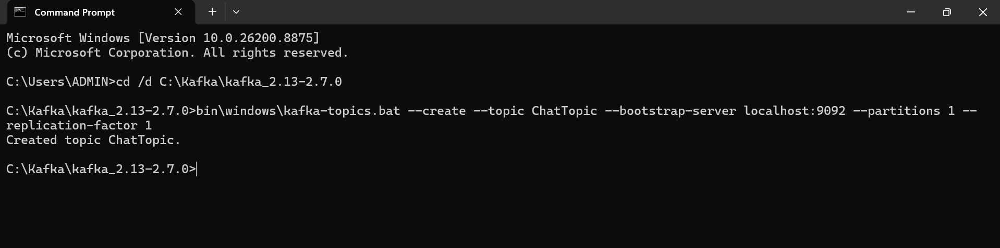 Command Prompt
Microsoft Windows [Version 10.0.26200.8875]
(c) Microsoft Corporation. All rights reserved.
C:\Users\ADMIN>cd /d C:\Kafka\kafka_2.13-2.7.0
C:\Kafka\kafka_2.13-2.7.0>bin\windows\kafka-topics.bat --create --topic ChatTopic --bootstrap-server localhost:9092 --partitions 1 --
replication-factor 1
Created topic ChatTopic.
C:\Kafka\kafka_2.13-2.7.0>